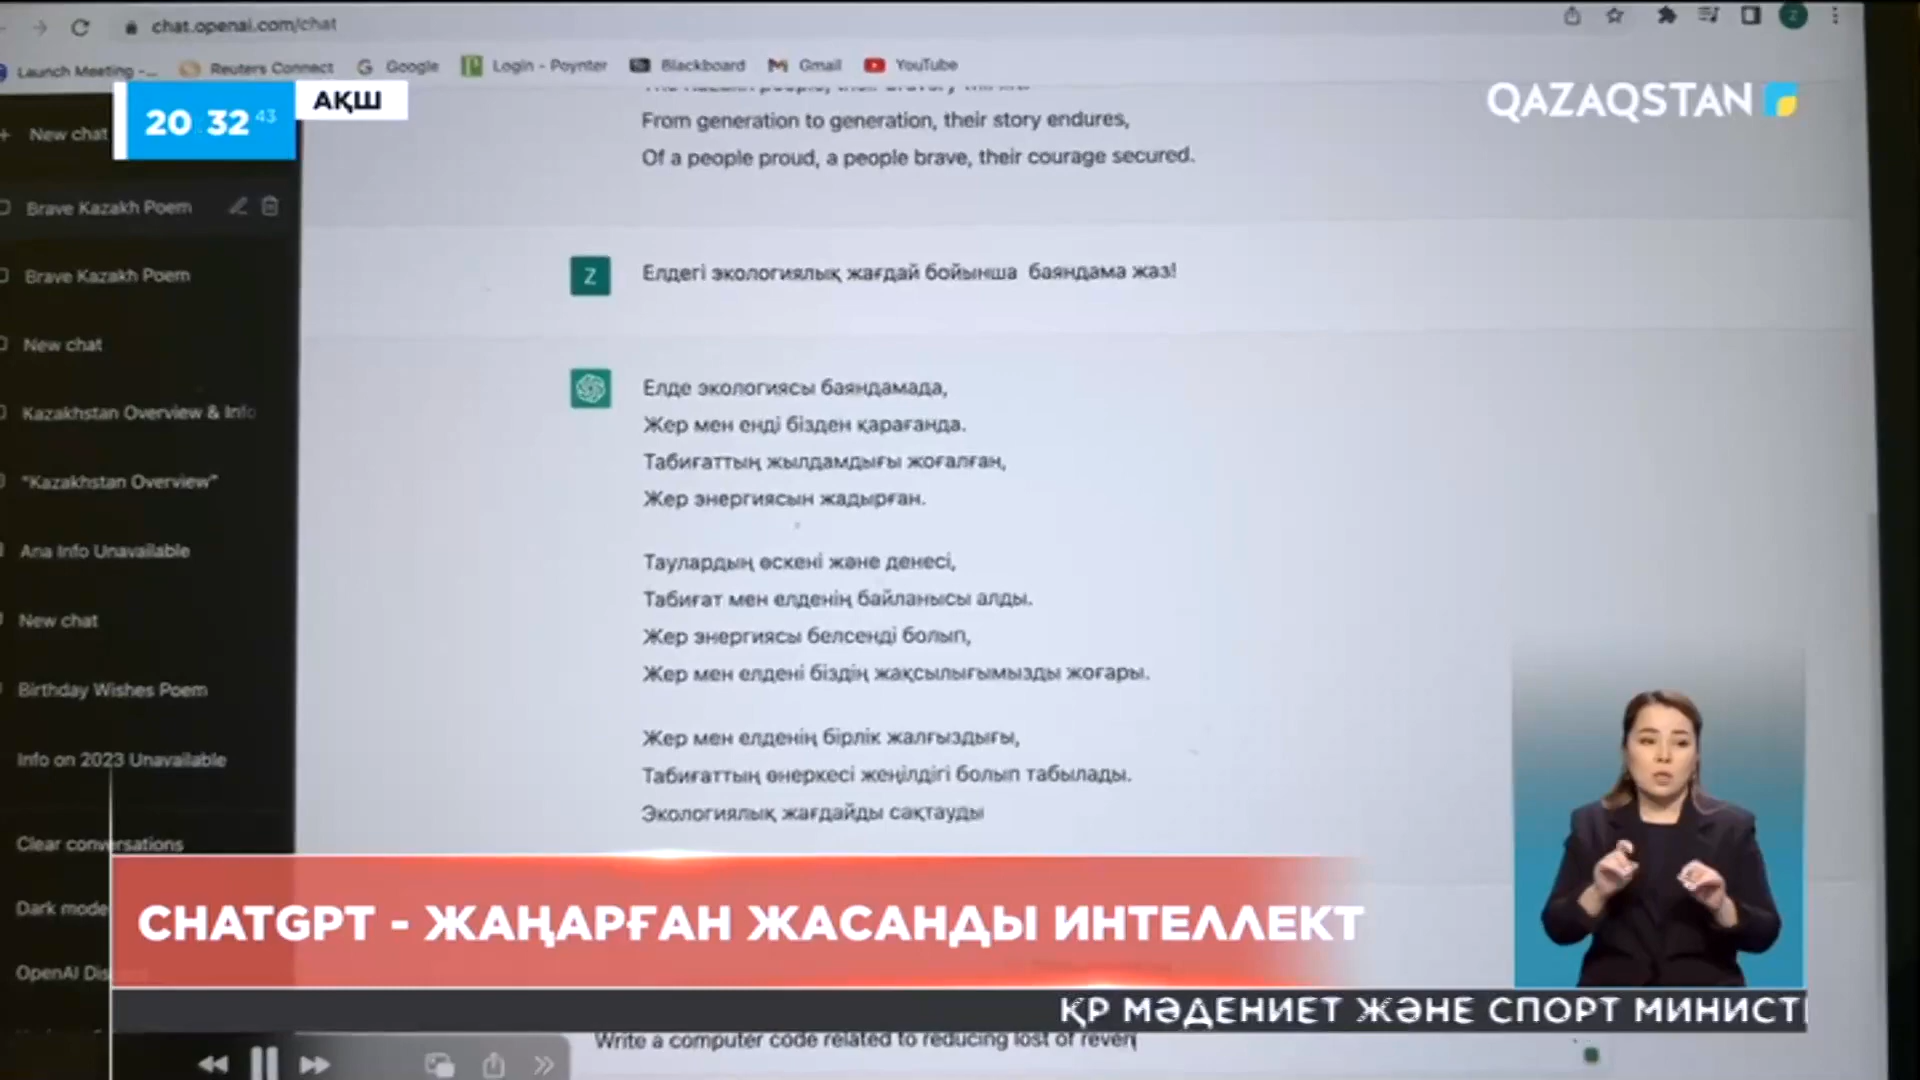 chat.openai.com/chat
Launch Meeting -...
Reuters Connect
Google
Login - Poynter
Blackboard
Gmail
YouTube
20 32 43
АҚШ
QAZAQSTAN
New chat
Brave Kazakh Poem
Brave Kazakh Poem
New chat
Kazakhstan Overview & Info
"Kazakhstan Overview"
Ana Info Unavailable
New chat
Birthday Wishes Poem
Info on 2023 Unavailable
Clear conversations
Dark mode
OpenAI Dis
From generation to generation, their story endures,
Of a people proud, a people brave, their courage secured.
Z
Елдегі экологиялық жағдай бойынша баяндама жаз!
Елде экологиясы баяндамада,
Жер мен енді бізден қарағанда.
Табиғаттың жылдамдығы жоғалған,
Жер энергиясын жадырған.
Таулардың өскені және денесі,
Табиғат мен елденің байланысы алды.
Жер энергиясы белсенді болып,
Жер мен елдені біздің жақсылығымызды жоғары.
Жер мен елденің бірлік жалғыздығы,
Табиғаттың өнеркесі жеңілдігі болып табылады.
Экологиялық жағдайды сақтауды
CHATGPT - ЖАҢАРҒАН ЖАСАНДЫ ИНТЕЛЛЕКТ
ҚР МӘДЕНИЕТ ЖӘНЕ СПОРТ МИНИСТ
Write a computer code related to reducing lost of reven